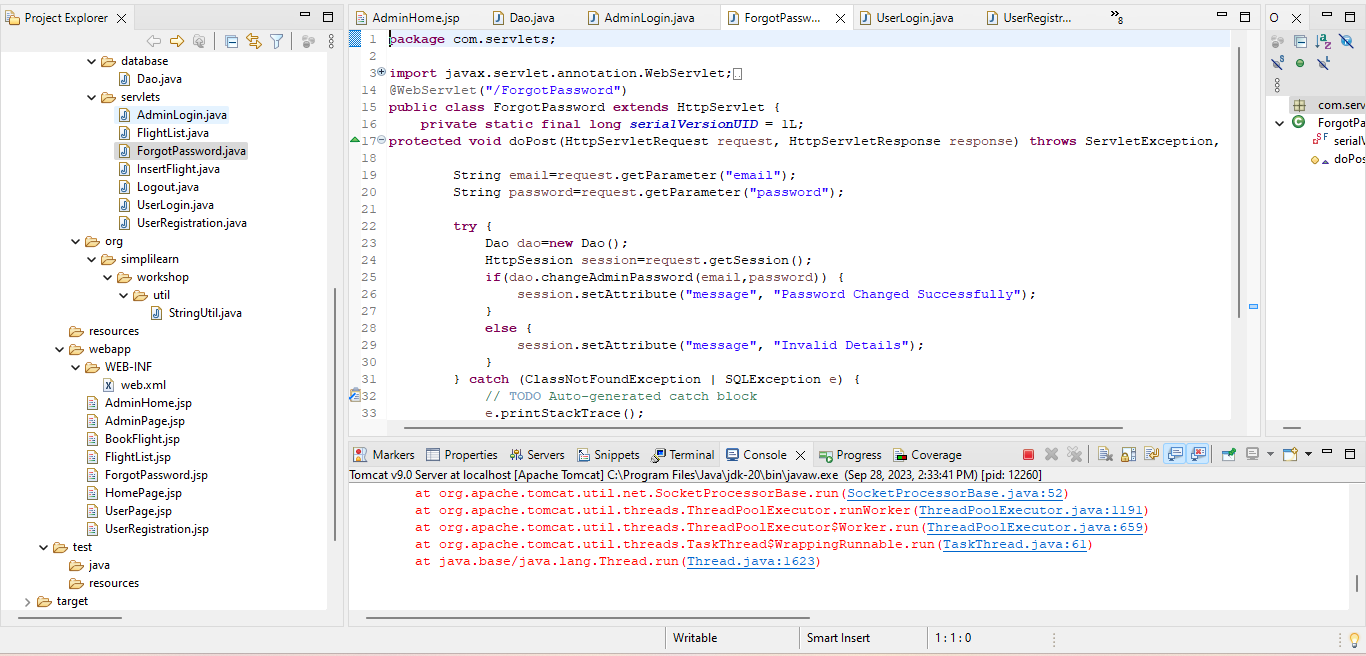 Project Explorer
database
Dao.java
servlets
AdminLogin.java
FlightList.java
ForgotPassword.java
InsertFlight.java
Logout.java
UserLogin.java
UserRegistration.java
org
simplilearn
workshop
util
StringUtil.java
resources
webapp
WEB-INF
web.xml
AdminHome.jsp
AdminPage.jsp
BookFlight.jsp
FlightList.jsp
ForgotPassword.jsp
HomePage.jsp
UserPage.jsp
UserRegistration.jsp
test
java
resources
target
AdminHome.jsp Dao.java AdminLogin.java ForgotPassw... UserLogin.java UserRegistr... 8
1 package com.servlets;
2
3 import javax.servlet.annotation.WebServlet;
14 @WebServlet("/ForgotPassword")
15 public class ForgotPassword extends HttpServlet {
16 private static final long serialVersionUID = 1L;
17 protected void doPost(HttpServletRequest request, HttpServletResponse response) throws ServletException,
18
19 String email=request.getParameter("email");
20 String password=request.getParameter("password");
21
22 try {
23 Dao dao=new Dao();
24 HttpSession session=request.getSession();
25 if(dao.changeAdminPassword(email,password)) {
26 session.setAttribute("message", "Password Changed Successfully");
27 }
28 else {
29 session.setAttribute("message", "Invalid Details");
30 }
31 } catch (ClassNotFoundException | SQLException e) {
32 // TODO Auto-generated catch block
33 e.printStackTrace();
O
com.serv
ForgotPa
serialV
doPos
Markers Properties Servers Snippets Terminal Console Progress Coverage
Tomcat v9.0 Server at localhost [Apache Tomcat] C:\Program Files\Java\jdk-20\bin\javaw.exe (Sep 28, 2023, 2:33:41 PM) [pid: 12260]
at org.apache.tomcat.util.net.SocketProcessorBase.run(SocketProcessorBase.java:52)
at org.apache.tomcat.util.threads.ThreadPoolExecutor.runWorker(ThreadPoolExecutor.java:1191)
at org.apache.tomcat.util.threads.ThreadPoolExecutor$Worker.run(ThreadPoolExecutor.java:659)
at org.apache.tomcat.util.threads.TaskThread$WrappingRunnable.run(TaskThread.java:61)
at java.base/java.lang.Thread.run(Thread.java:1623)
Writable Smart Insert 1 : 1 : 0